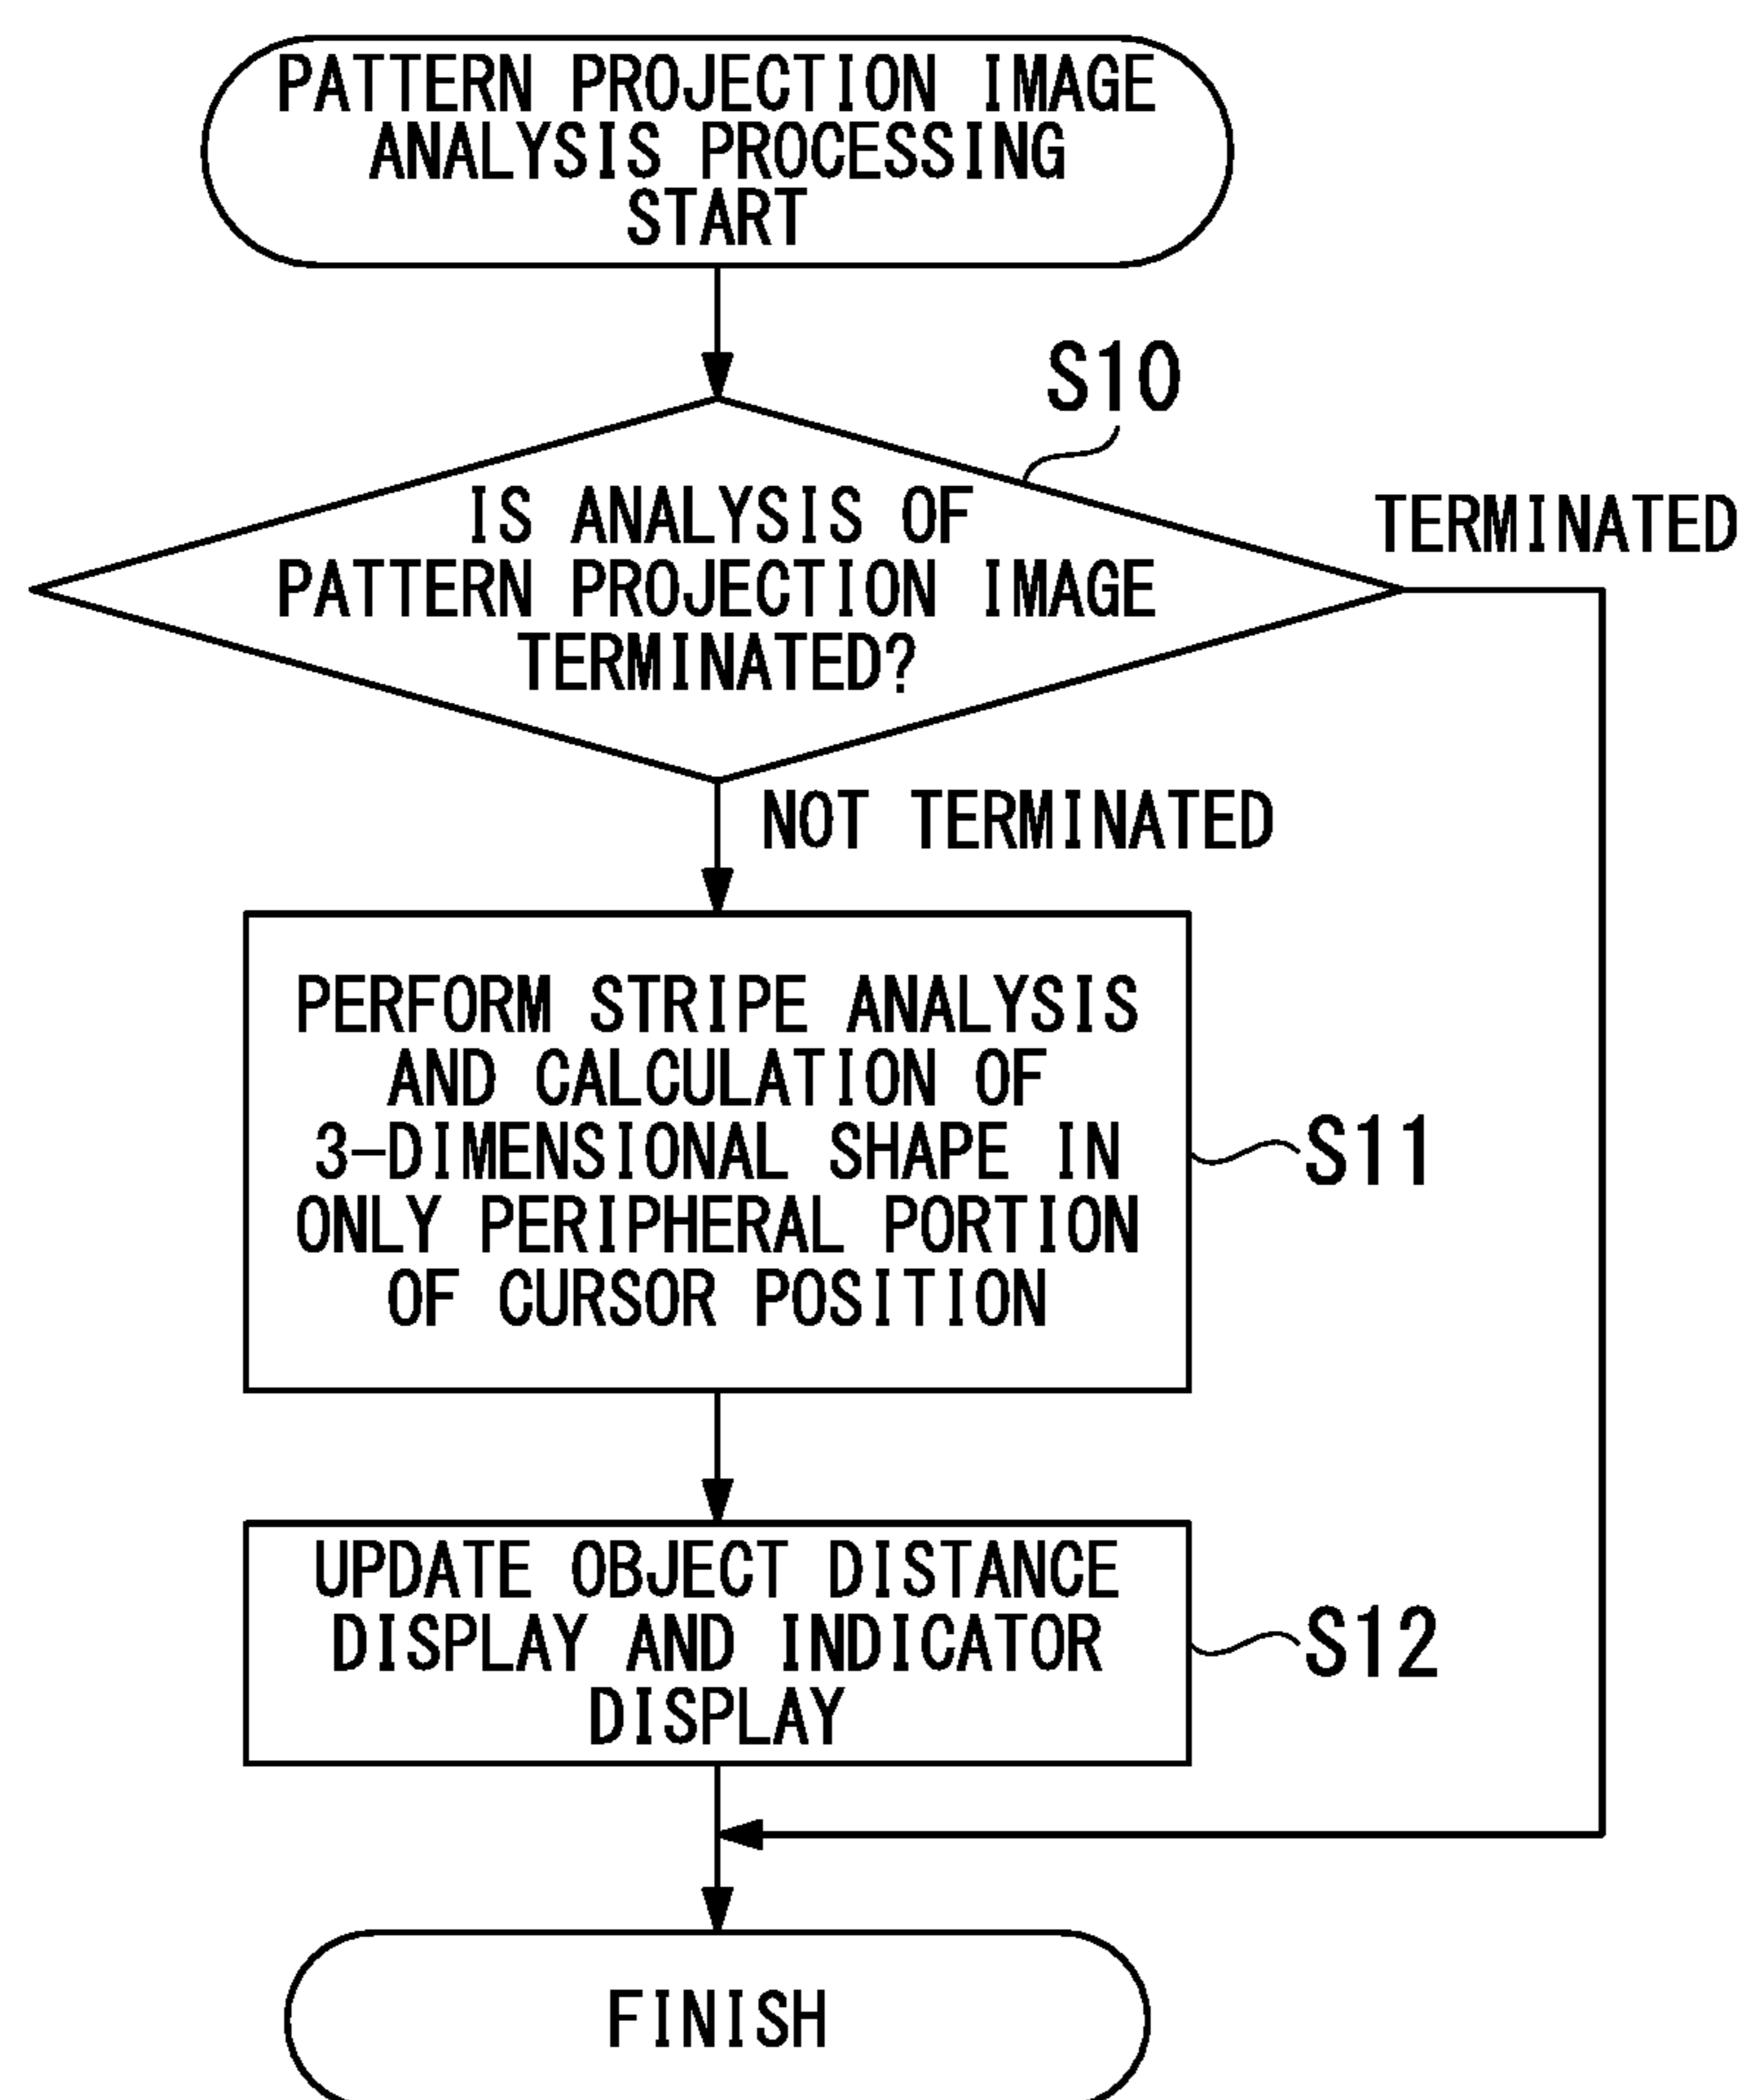 PATTERN PROJECTION IMAGE
ANALYSIS PROCESSING
START
S10
IS ANALYSIS OF
PATTERN PROJECTION IMAGE
TERMINATED?
TERMINATED
NOT TERMINATED
PERFORM STRIPE ANALYSIS
AND CALCULATION OF
3-DIMENSIONAL SHAPE IN
ONLY PERIPHERAL PORTION
OF CURSOR POSITION
S11
UPDATE OBJECT DISTANCE
DISPLAY AND INDICATOR
DISPLAY
S12
FINISH